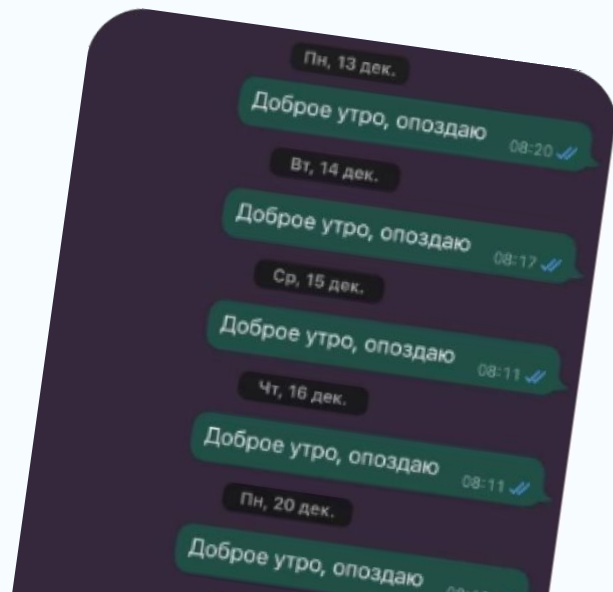 Пн, 13 дек.
Доброе утро, опоздаю
08:20
Вт, 14 дек.
Доброе утро, опоздаю
08:17
Ср, 15 дек.
Доброе утро, опоздаю
08:11
Чт, 16 дек.
Доброе утро, опоздаю
08:11
Пн, 20 дек.
Доброе утро, опоздаю